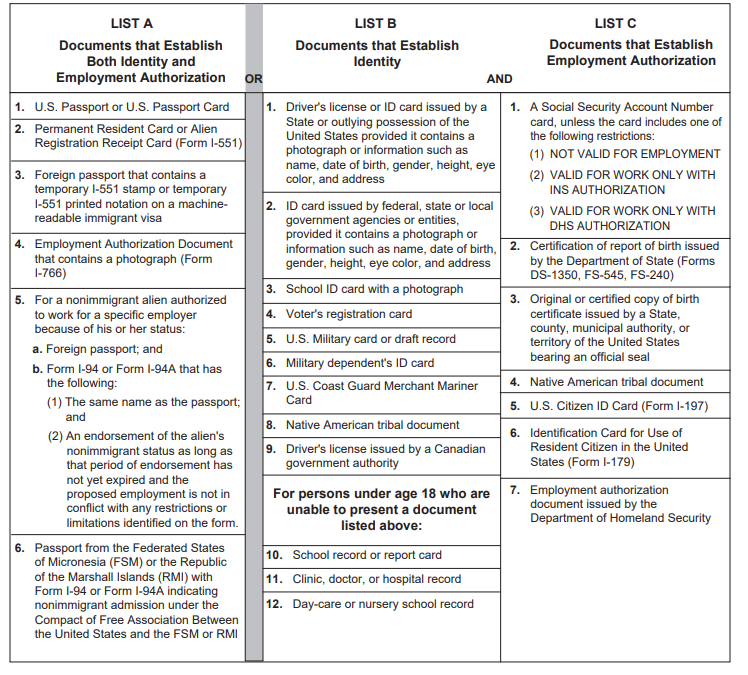 LIST A
Documents that Establish
Both Identity and
Employment Authorization
OR
LIST B
Documents that Establish
Identity
AND
LIST C
Documents that Establish
Employment Authorization
1. U.S. Passport or U.S. Passport Card
2. Permanent Resident Card or Alien
Registration Receipt Card (Form I-551)
3. Foreign passport that contains a
temporary I-551 stamp or temporary
I-551 printed notation on a machine-
readable immigrant visa
4. Employment Authorization Document
that contains a photograph (Form
I-766)
5. For a nonimmigrant alien authorized
to work for a specific employer
because of his or her status:
a. Foreign passport; and
b. Form I-94 or Form I-94A that has
the following:
(1) The same name as the passport;
and
(2) An endorsement of the alien's
nonimmigrant status as long as
that period of endorsement has
not yet expired and the
proposed employment is not in
conflict with any restrictions or
limitations identified on the form.
6. Passport from the Federated States
of Micronesia (FSM) or the Republic
of the Marshall Islands (RMI) with
Form I-94 or Form I-94A indicating
nonimmigrant admission under the
Compact of Free Association Between
the United States and the FSM or RMI
1. Driver's license or ID card issued by a
State or outlying possession of the
United States provided it contains a
photograph or information such as
name, date of birth, gender, height, eye
color, and address
2. ID card issued by federal, state or local
government agencies or entities,
provided it contains a photograph or
information such as name, date of birth,
gender, height, eye color, and address
3. School ID card with a photograph
4. Voter's registration card
5. U.S. Military card or draft record
6. Military dependent's ID card
7. U.S. Coast Guard Merchant Mariner
Card
8. Native American tribal document
9. Driver's license issued by a Canadian
government authority
For persons under age 18 who are
unable to present a document
listed above:
10. School record or report card
11. Clinic, doctor, or hospital record
12. Day-care or nursery school record
1. A Social Security Account Number
card, unless the card includes one of
the following restrictions:
(1) NOT VALID FOR EMPLOYMENT
(2) VALID FOR WORK ONLY WITH
INS AUTHORIZATION
(3) VALID FOR WORK ONLY WITH
DHS AUTHORIZATION
2. Certification of report of birth issued
by the Department of State (Forms
DS-1350, FS-545, FS-240)
3. Original or certified copy of birth
certificate issued by a State,
county, municipal authority, or
territory of the United States
bearing an official seal
4. Native American tribal document
5. U.S. Citizen ID Card (Form I-197)
6. Identification Card for Use of
Resident Citizen in the United
States (Form I-179)
7. Employment authorization
document issued by the
Department of Homeland Security